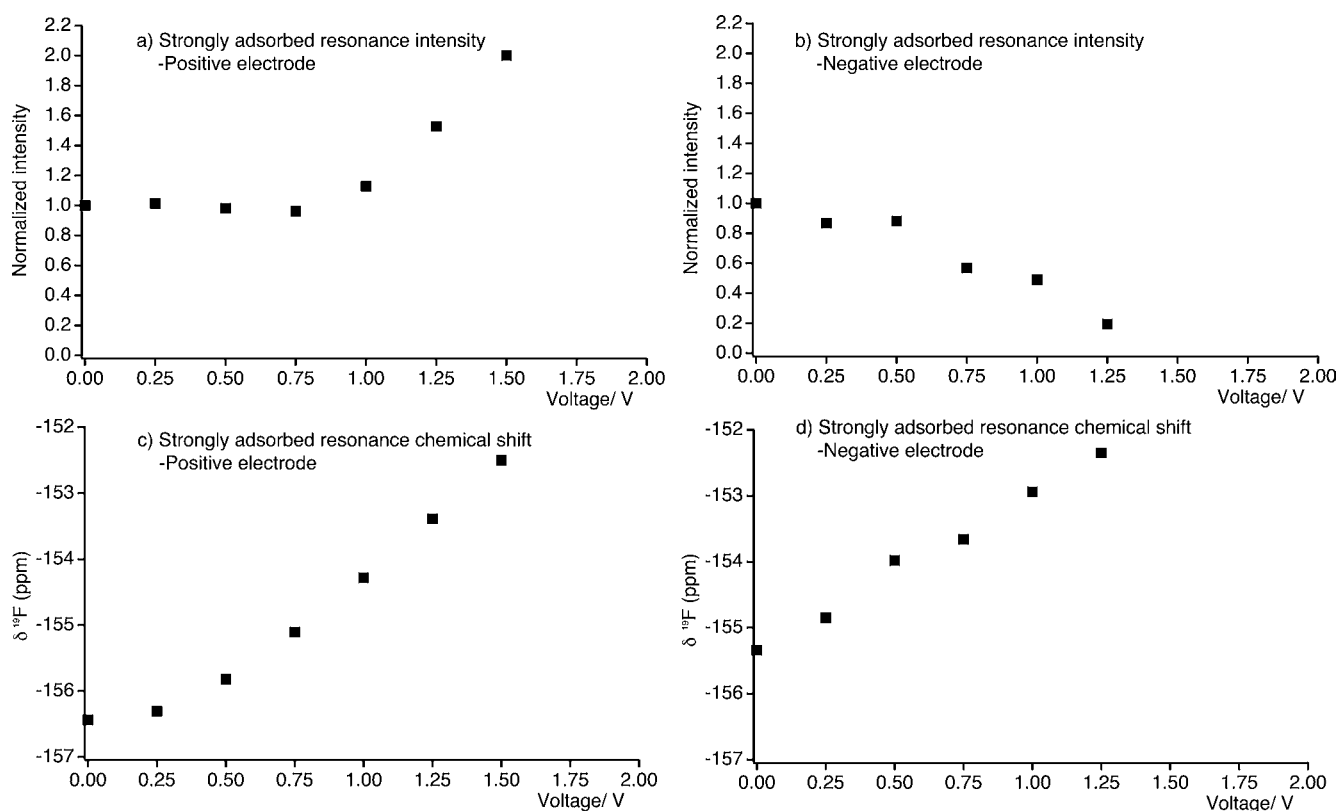 a) Strongly adsorbed resonance intensity
-Positive electrode
Normalized intensity
2.2
2.0
1.8
1.6
1.4
1.2
1.0
0.8
0.6
0.4
0.2
0.0
0.00 0.25 0.50 0.75 1.00 1.25 1.50 1.75 2.00
Voltage/ V
b) Strongly adsorbed resonance intensity
-Negative electrode
Normalized intensity
2.2
2.0
1.8
1.6
1.4
1.2
1.0
0.8
0.6
0.4
0.2
0.0
0.00 0.25 0.50 0.75 1.00 1.25 1.50 1.75 2.00
Voltage/ V
c) Strongly adsorbed resonance chemical shift
-Positive electrode
δ ¹⁹F (ppm)
-152
-153
-154
-155
-156
-157
0.00 0.25 0.50 0.75 1.00 1.25 1.50 1.75 2.00
Voltage/ V
d) Strongly adsorbed resonance chemical shift
-Negative electrode
δ ¹⁹F (ppm)
-152
-153
-154
-155
-156
-157
0.00 0.25 0.50 0.75 1.00 1.25 1.50 1.75 2.00
Voltage/ V